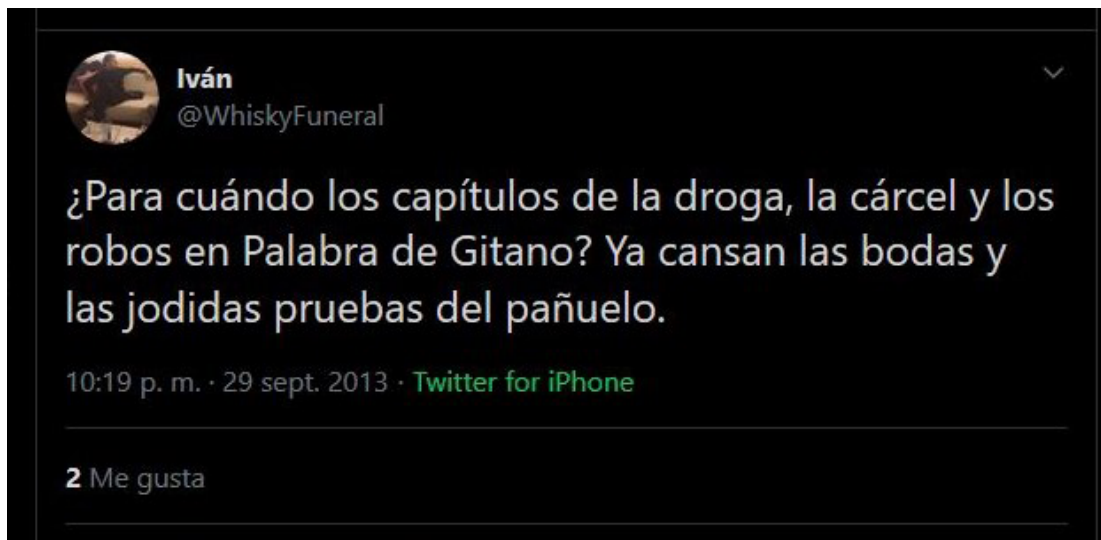 Iván
@WhiskyFuneral
¿Para cuándo los capítulos de la droga, la cárcel y los
robos en Palabra de Gitano? Ya cansan las bodas y
las jodidas pruebas del pañuelo.
10:19 p. m. · 29 sept. 2013 · Twitter for iPhone
2 Me gusta